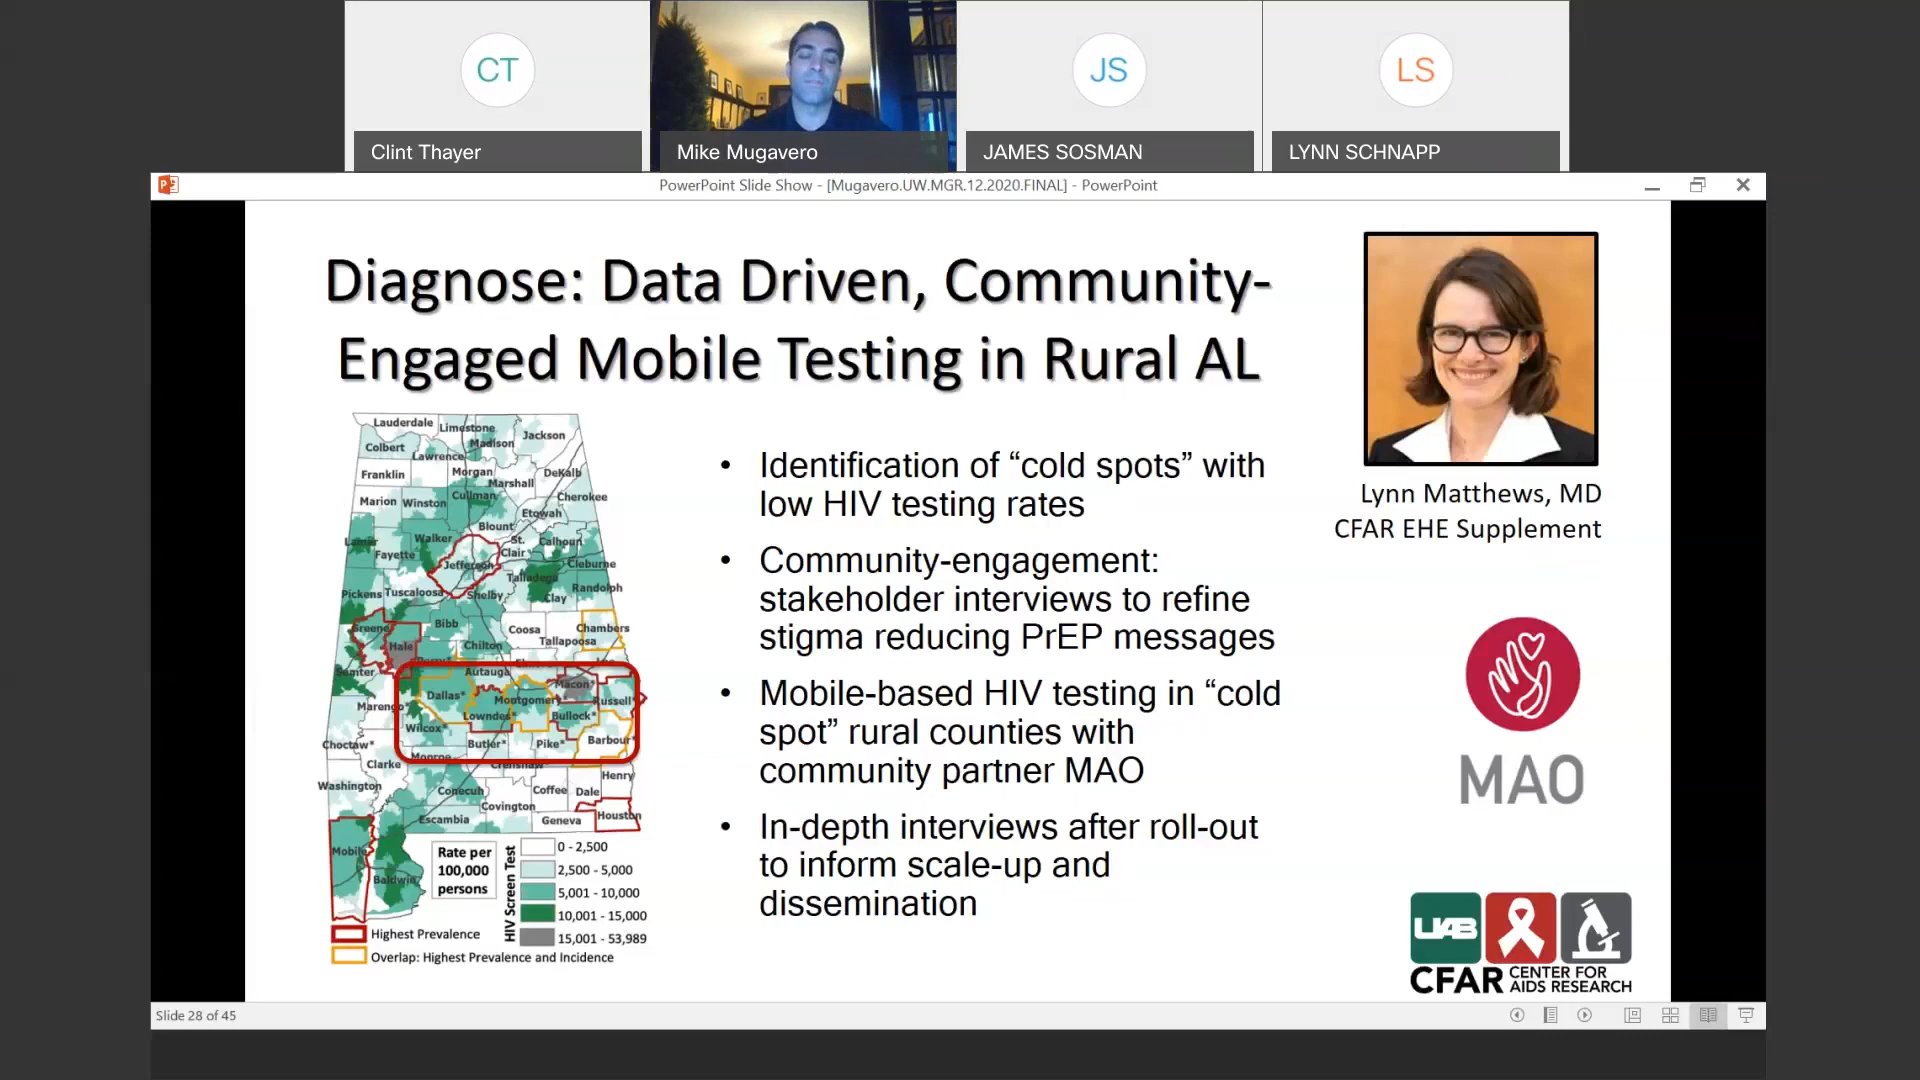 CT
JS
LS
Clint Thayer
Mike Mugavero
JAMES SOSMAN
LYNN SCHNAPP
PowerPoint Slide Show - [Mugavero.UW.MGR.12.2020.FINAL] - PowerPoint
Diagnose: Data Driven, Community-
Engaged Mobile Testing in Rural AL
• Identification of “cold spots” with
low HIV testing rates
• Community-engagement:
stakeholder interviews to refine
stigma reducing PrEP messages
• Mobile-based HIV testing in “cold
spot” rural counties with
community partner MAO
• In-depth interviews after roll-out
to inform scale-up and
dissemination
Lynn Matthews, MD
CFAR EHE Supplement
MAO
UAB
CFAR CENTER FOR
AIDS RESEARCH
Lauderdale
Limestone
Madison
Jackson
Colbert
Lawrence
Franklin
Morgan
DeKalb
Marshall
Marion
Winston
Cullman
Cherokee
Etowah
Blount
Lamar
Walker
St.
Clair
Calhoun
Fayette
Jefferson
Cleburne
Talladega
Randolph
Pickens
Tuscaloosa
Shelby
Clay
Greene
Bibb
Coosa
Chambers
Hale
Chilton
Tallapoosa
Sumter
Autauga
Macon*
Dallas*
Montgomery*
Russell*
Marengo*
Lowndes*
Bullock*
Wilcox*
Choctaw*
Butler*
Pike*
Barbour*
Monroe
Clarke
Crenshaw
Henry
Washington
Conecuh
Coffee
Dale
Covington
Escambia
Geneva
Houston
Mobile
Baldwin
Rate per
100,000
persons
HIV Screen Test
0 - 2,500
2,500 - 5,000
5,001 - 10,000
10,001 - 15,000
15,001 - 53,989
Highest Prevalence
Overlap: Highest Prevalence and Incidence
Slide 28 of 45